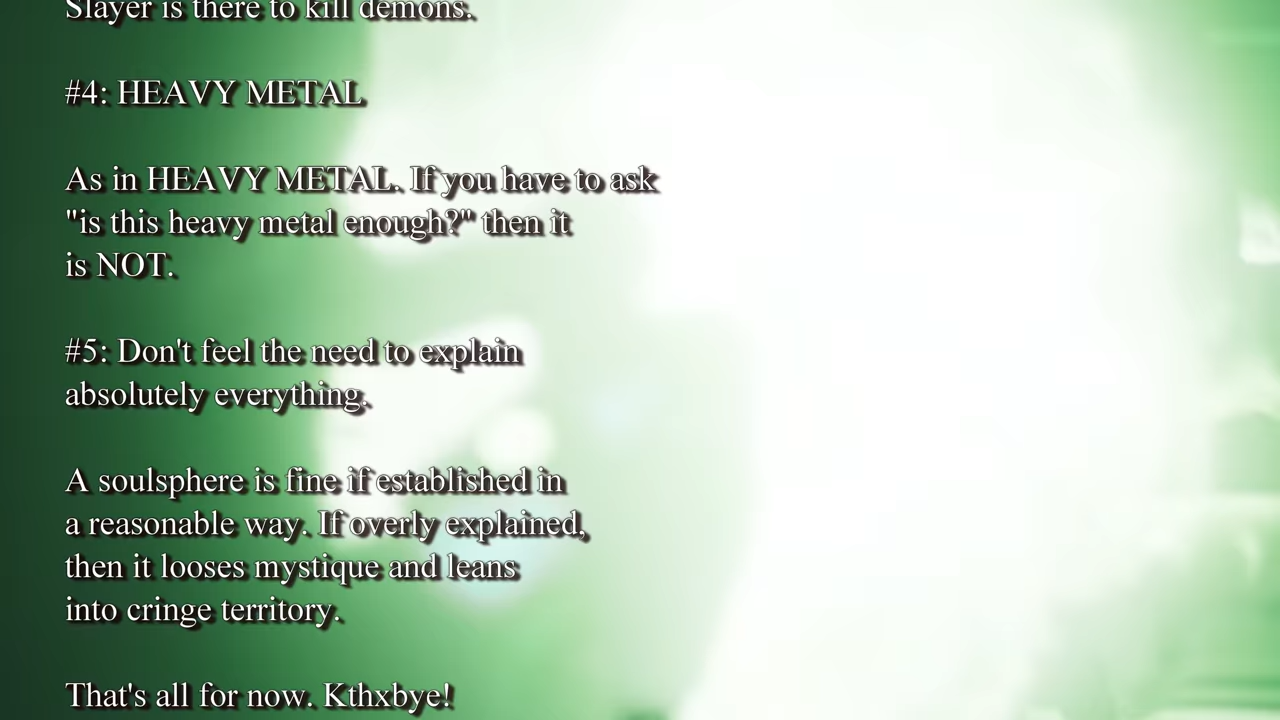 Slayer is there to kill demons.
#4: HEAVY METAL
As in HEAVY METAL. If you have to ask
"is this heavy metal enough?" then it
is NOT.
#5: Don't feel the need to explain
absolutely everything.
A soulsphere is fine if established in
a reasonable way. If overly explained,
then it looses mystique and leans
into cringe territory.
That's all for now. Kthxbye!